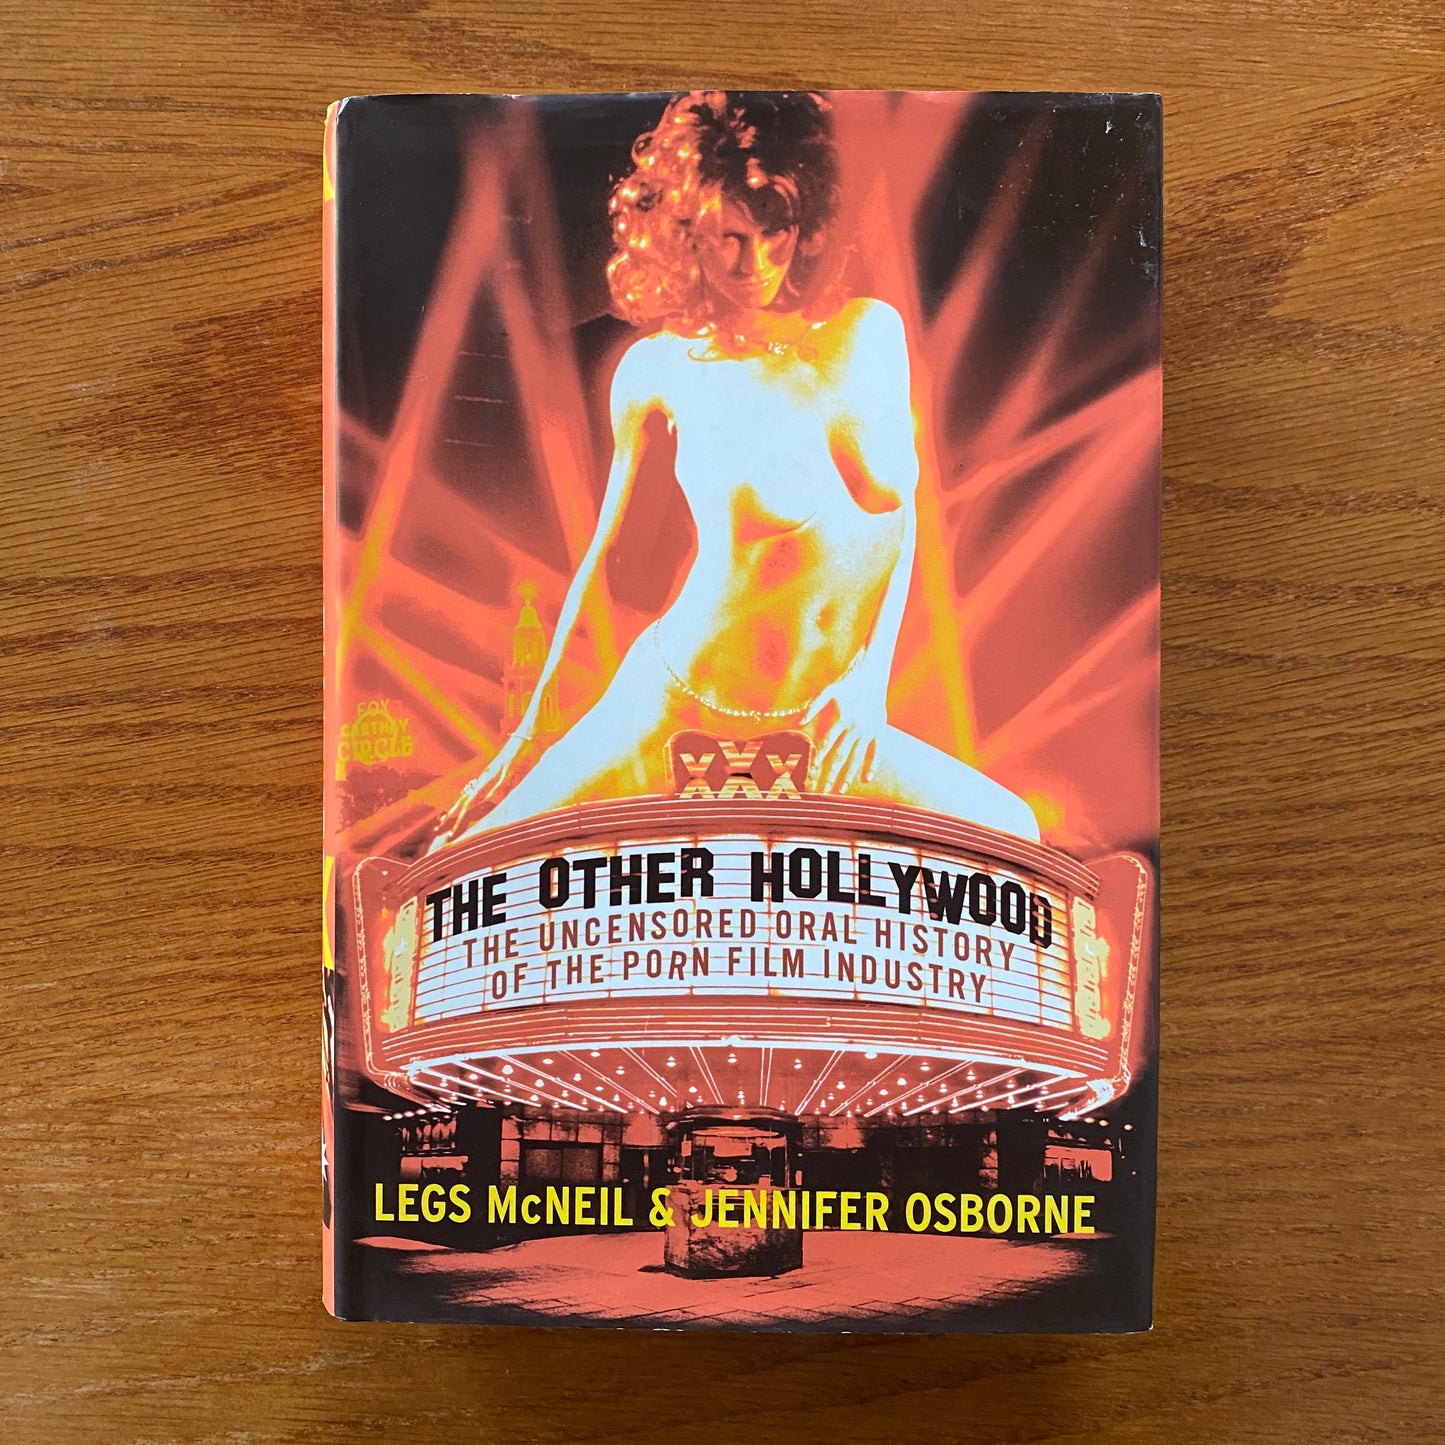 FOX
CARTHAY
CIRCLE
XXX
THE OTHER HOLLYWOOD
THE UNCENSORED ORAL HISTORY
OF THE PORN FILM INDUSTRY
LEGS McNEIL & JENNIFER OSBORNE